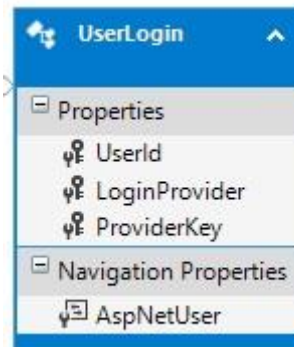 UserLogin
Properties
UserId
LoginProvider
ProviderKey
Navigation Properties
AspNetUser